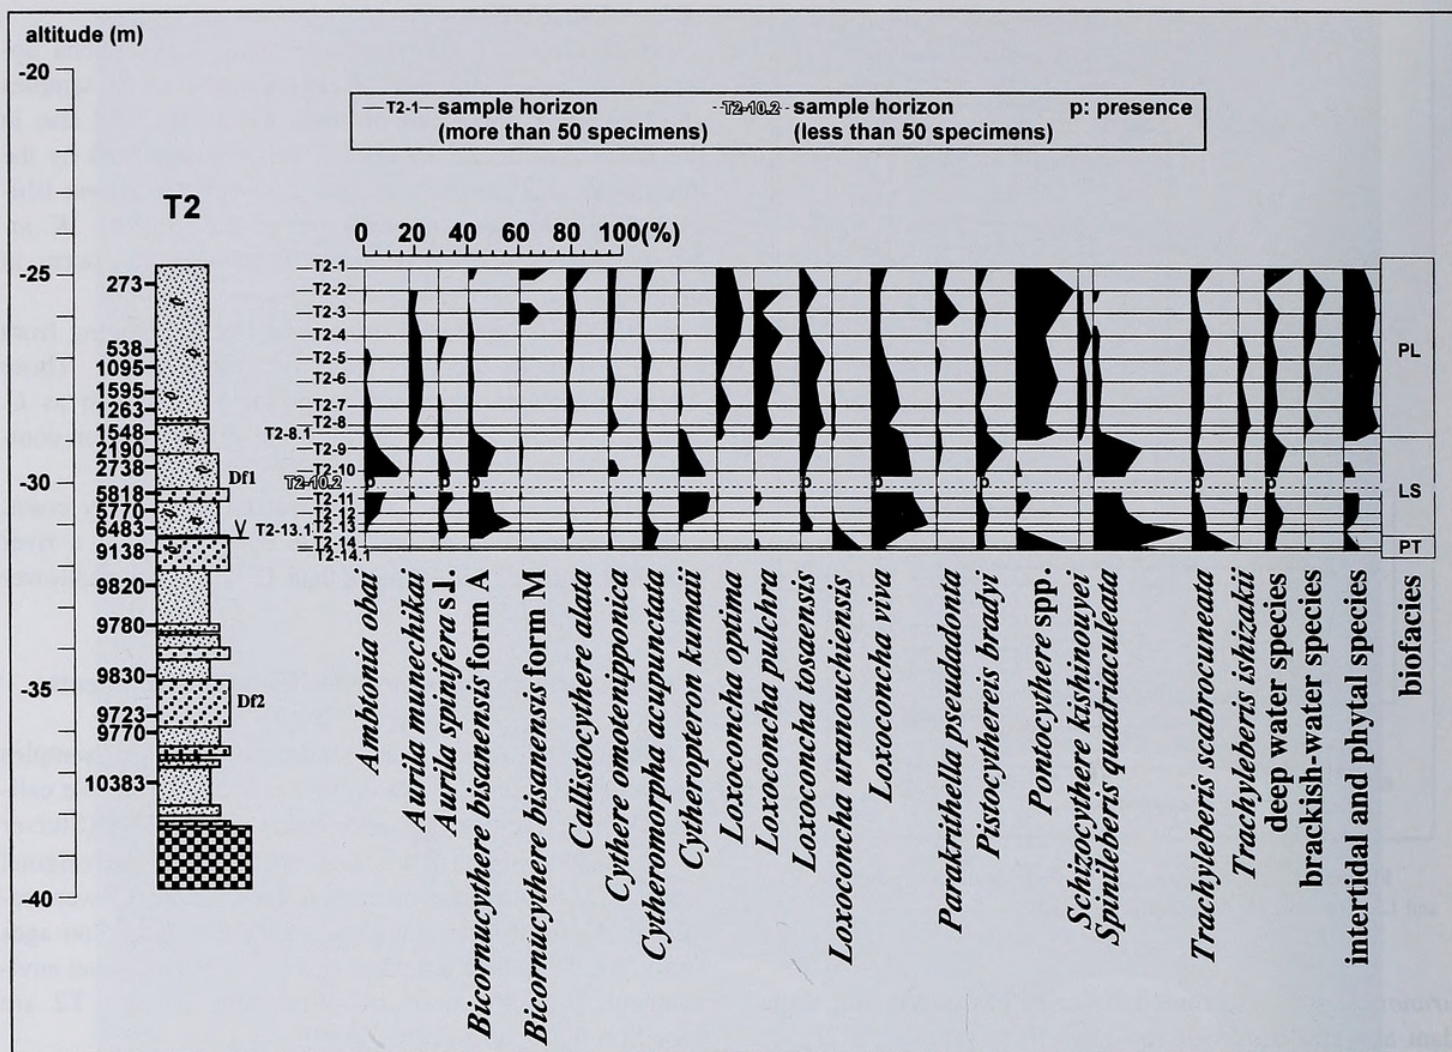 altitude (m)
-20
-25
-30
-35
-40
T2-1 sample horizon
(more than 50 specimens)
T2-10.2 sample horizon
(less than 50 specimens)
p: presence
T2
0 20 40 60 80 100(%)
273
538
1095
1595
1263
1548
2190
2738
5818
5770
6483
9138
9820
9780
9830
9723
9770
10383
Df1
Df2
V
T2-1
T2-2
T2-3
T2-4
T2-5
T2-6
T2-7
T2-8
T2-8.1
T2-9
T2-10
T2-10.2
T2-11
T2-12
T2-13
T2-13.1
T2-14
T2-14.1
p p p p p p p p
PL
LS
PT
Ambtonia obai
Aurila munechikai
Aurila spinifera s.l.
Bicornucythere bisanensis form A
Bicornucythere bisanensis form M
Callistocythere alata
Cythere omotenipponica
Cytheromorpha acupunctata
Cytheropteron kumaii
Loxoconcha optima
Loxoconcha pulchra
Loxoconcha tosaensis
Loxoconcha uranouchiensis
Loxoconcha viva
Parakrithella pseudadonta
Pistocythereis bradyi
Pontocythere spp.
Schizocythere kishinouyei
Spinileberis quadriaculeata
Trachyleberis scabrocuneata
Trachyleberis ishizakii
deep water species
brackish-water species
intertidal and phytal species
biofacies